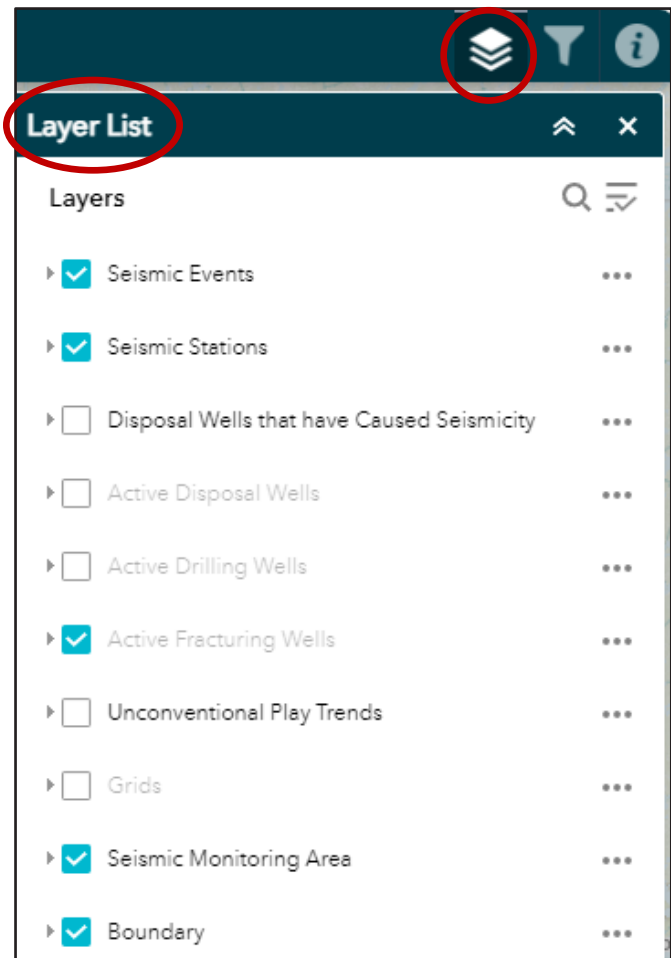 Layer List
Layers
Seismic Events
Seismic Stations
Disposal Wells that have Caused Seismicity
Active Disposal Wells
Active Drilling Wells
Active Fracturing Wells
Unconventional Play Trends
Grids
Seismic Monitoring Area
Boundary